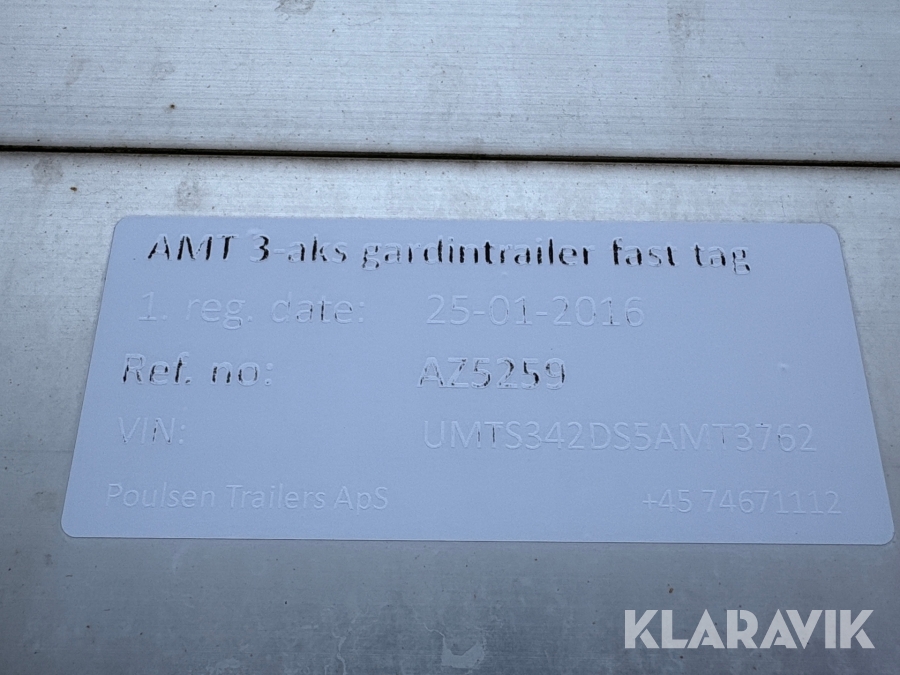 AMT 3-aks gardintrailer fast tag
1. reg. date: 25-01-2016
Ref. no: AZ5259
VIN: UMTS342DS5AMT3762
Poulsen Trailers ApS +45 74671112
KLARAVIK